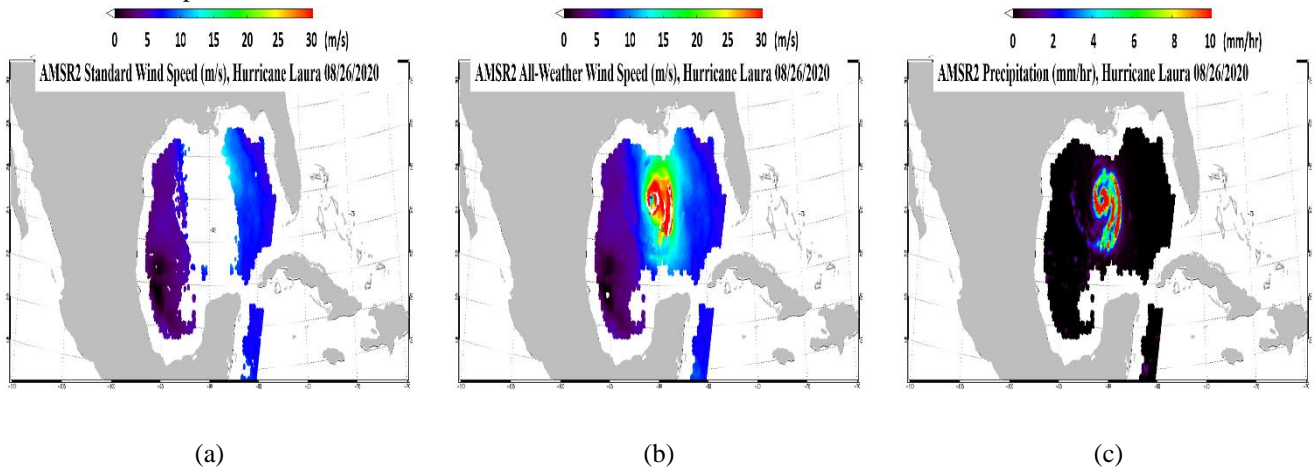 0 5 10 15 20 25 30 (m/s)
AMSR2 Standard Wind Speed (m/s), Hurricane Laura 08/26/2020
(a)
0 5 10 15 20 25 30 (m/s)
AMSR2 All-Weather Wind Speed (m/s), Hurricane Laura 08/26/2020
(b)
0 2 4 6 8 10 (mm/hr)
AMSR2 Precipitation (mm/hr), Hurricane Laura 08/26/2020
(c)